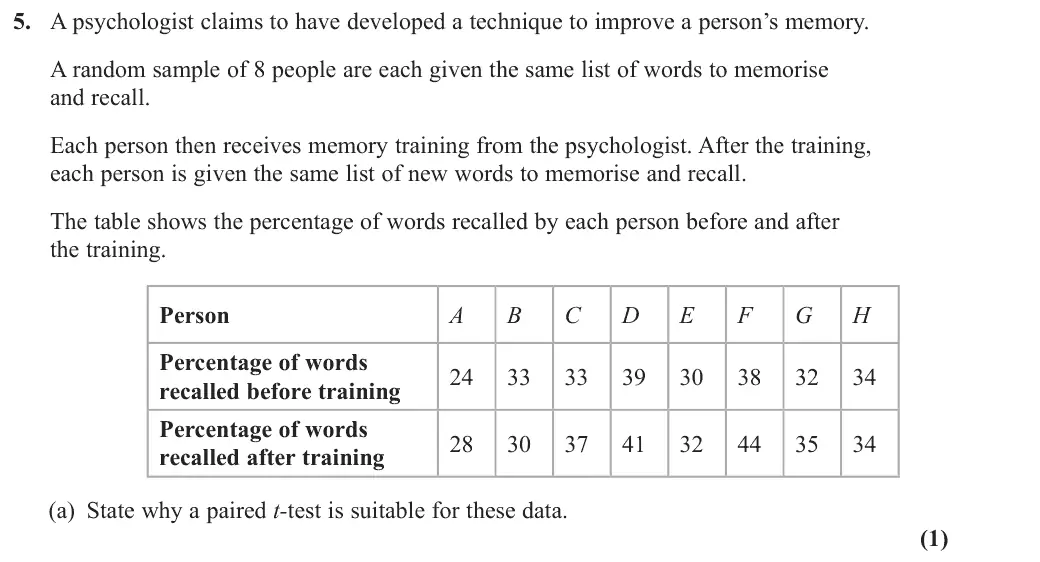 5. A psychologist claims to have developed a technique to improve a person's memory.
A random sample of 8 people are each given the same list of words to memorise
and recall.
Each person then receives memory training from the psychologist. After the training,
each person is given the same list of new words to memorise and recall.
The table shows the percentage of words recalled by each person before and after
the training.
Person A B C D E F G H
Percentage of words
recalled before training 24 33 33 39 30 38 32 34
Percentage of words
recalled after training 28 30 37 41 32 44 35 34
(a) State why a paired t-test is suitable for these data.
(1)